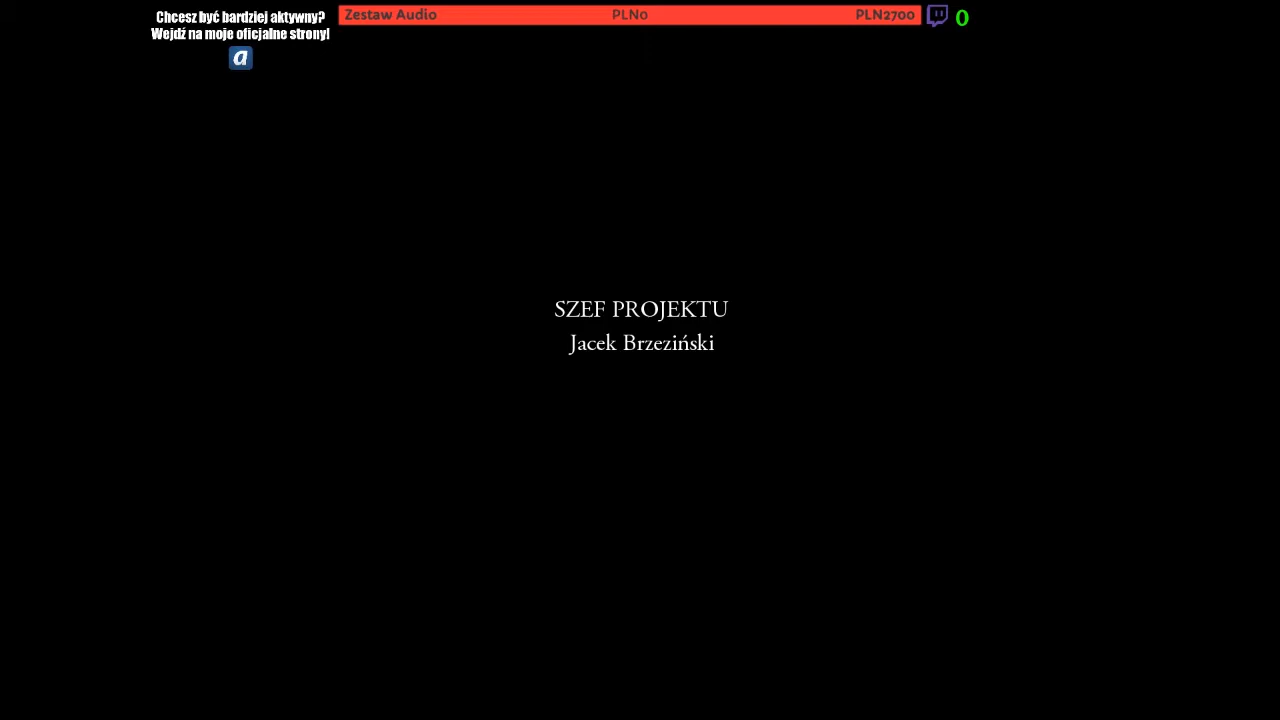 Chcesz być bardziej aktywny?
Wejdź na moje oficjalne strony!
a
Zestaw Audio PLN0 PLN2700
0
SZEF PROJEKTU
Jacek Brzeziński